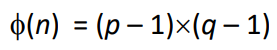 ϕ(n) = (p − 1)×(q − 1)